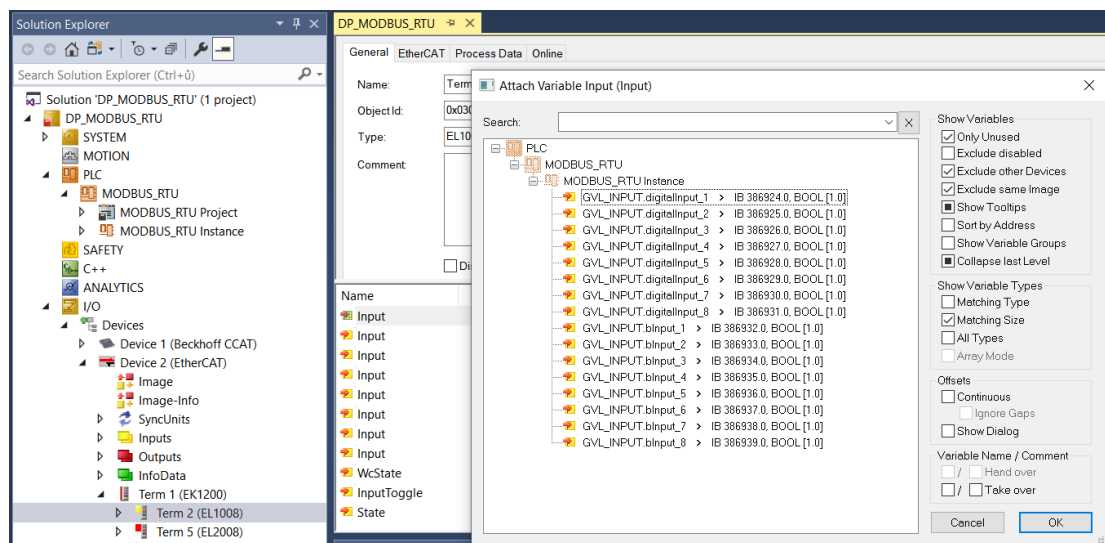 Solution Explorer
Search Solution Explorer (Ctrl+ů)
Solution 'DP_MODBUS_RTU' (1 project)
DP_MODBUS_RTU
SYSTEM
MOTION
PLC
MODBUS_RTU
MODBUS_RTU Project
MODBUS_RTU Instance
SAFETY
C++
ANALYTICS
I/O
Devices
Device 1 (Beckhoff CCAT)
Device 2 (EtherCAT)
Image
Image-Info
SyncUnits
Inputs
Outputs
InfoData
Term 1 (EK1200)
Term 2 (EL1008)
Term 5 (EL2008)
DP_MODBUS_RTU
General EtherCAT Process Data Online
Name: Term
Object Id: 0x030
Type: EL10
Comment:
Di
Name
Input
Input
Input
Input
Input
Input
Input
Input
WcState
InputToggle
State
Attach Variable Input (Input)
Search:
PLC
MODBUS_RTU
MODBUS_RTU Instance
GVL_INPUT.digitalInput_1 > IB 386924.0, BOOL [1.0]
GVL_INPUT.digitalInput_2 > IB 386925.0, BOOL [1.0]
GVL_INPUT.digitalInput_3 > IB 386926.0, BOOL [1.0]
GVL_INPUT.digitalInput_4 > IB 386927.0, BOOL [1.0]
GVL_INPUT.digitalInput_5 > IB 386928.0, BOOL [1.0]
GVL_INPUT.digitalInput_6 > IB 386929.0, BOOL [1.0]
GVL_INPUT.digitalInput_7 > IB 386930.0, BOOL [1.0]
GVL_INPUT.digitalInput_8 > IB 386931.0, BOOL [1.0]
GVL_INPUT.bInput_1 > IB 386932.0, BOOL [1.0]
GVL_INPUT.bInput_2 > IB 386933.0, BOOL [1.0]
GVL_INPUT.bInput_3 > IB 386934.0, BOOL [1.0]
GVL_INPUT.bInput_4 > IB 386935.0, BOOL [1.0]
GVL_INPUT.bInput_5 > IB 386936.0, BOOL [1.0]
GVL_INPUT.bInput_6 > IB 386937.0, BOOL [1.0]
GVL_INPUT.bInput_7 > IB 386938.0, BOOL [1.0]
GVL_INPUT.bInput_8 > IB 386939.0, BOOL [1.0]
Show Variables
Only Unused
Exclude disabled
Exclude other Devices
Exclude same Image
Show Tooltips
Sort by Address
Show Variable Groups
Collapse last Level
Show Variable Types
Matching Type
Matching Size
All Types
Array Mode
Offsets
Continuous
Ignore Gaps
Show Dialog
Variable Name / Comment
/ Hand over
/ Take over
Cancel OK